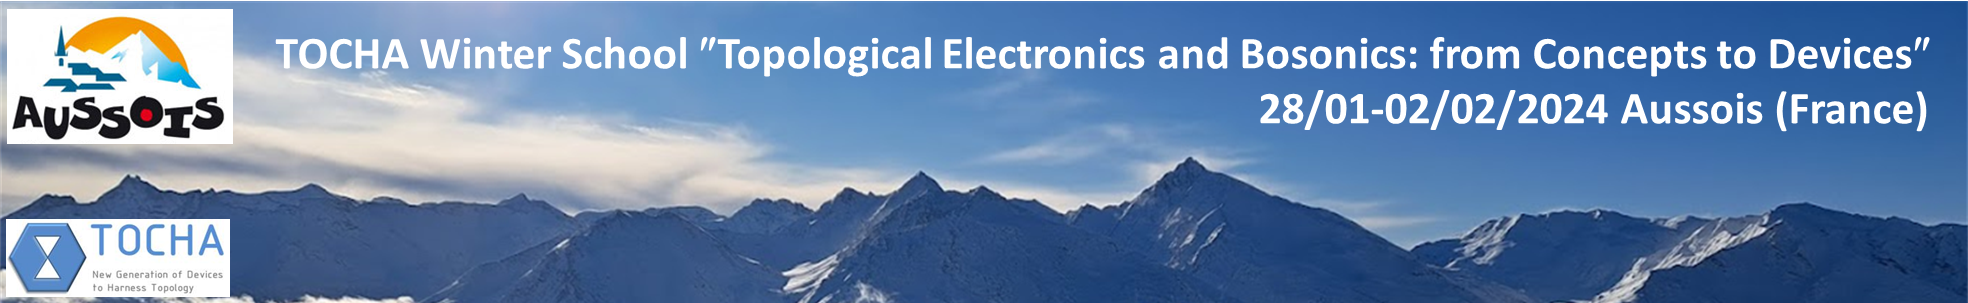 TOCHA Winter School "Topological Electronics and Bosonics: from Concepts to Devices"
28/01-02/02/2024 Aussois (France)
AUSSOIS
TOCHA
New Generation of Devices
to Harness Topology